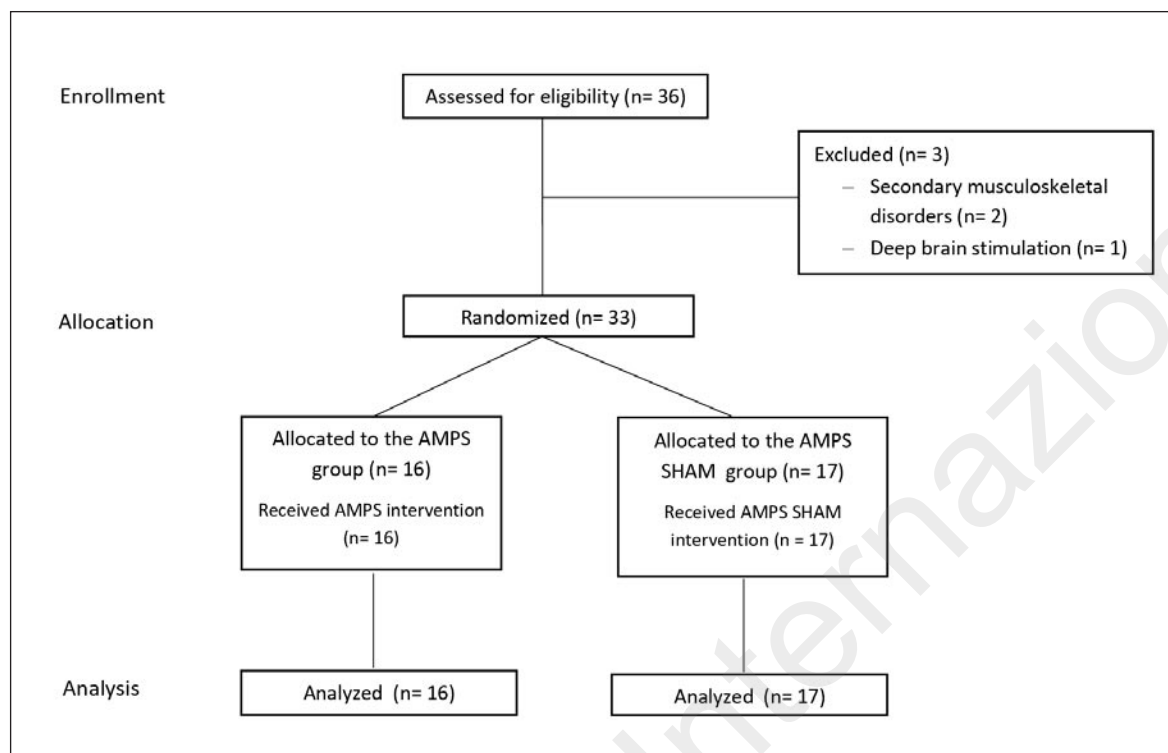 Enrollment
Assessed for eligibility (n= 36)
Excluded (n= 3)
– Secondary musculoskeletal
disorders (n= 2)
– Deep brain stimulation (n= 1)
Allocation
Randomized (n= 33)
Allocated to the AMPS
group (n= 16)
Received AMPS intervention
(n= 16)
Allocated to the AMPS
SHAM group (n= 17)
Received AMPS SHAM
intervention (n = 17)
Analysis
Analyzed (n= 16)
Analyzed (n= 17)
Internazion